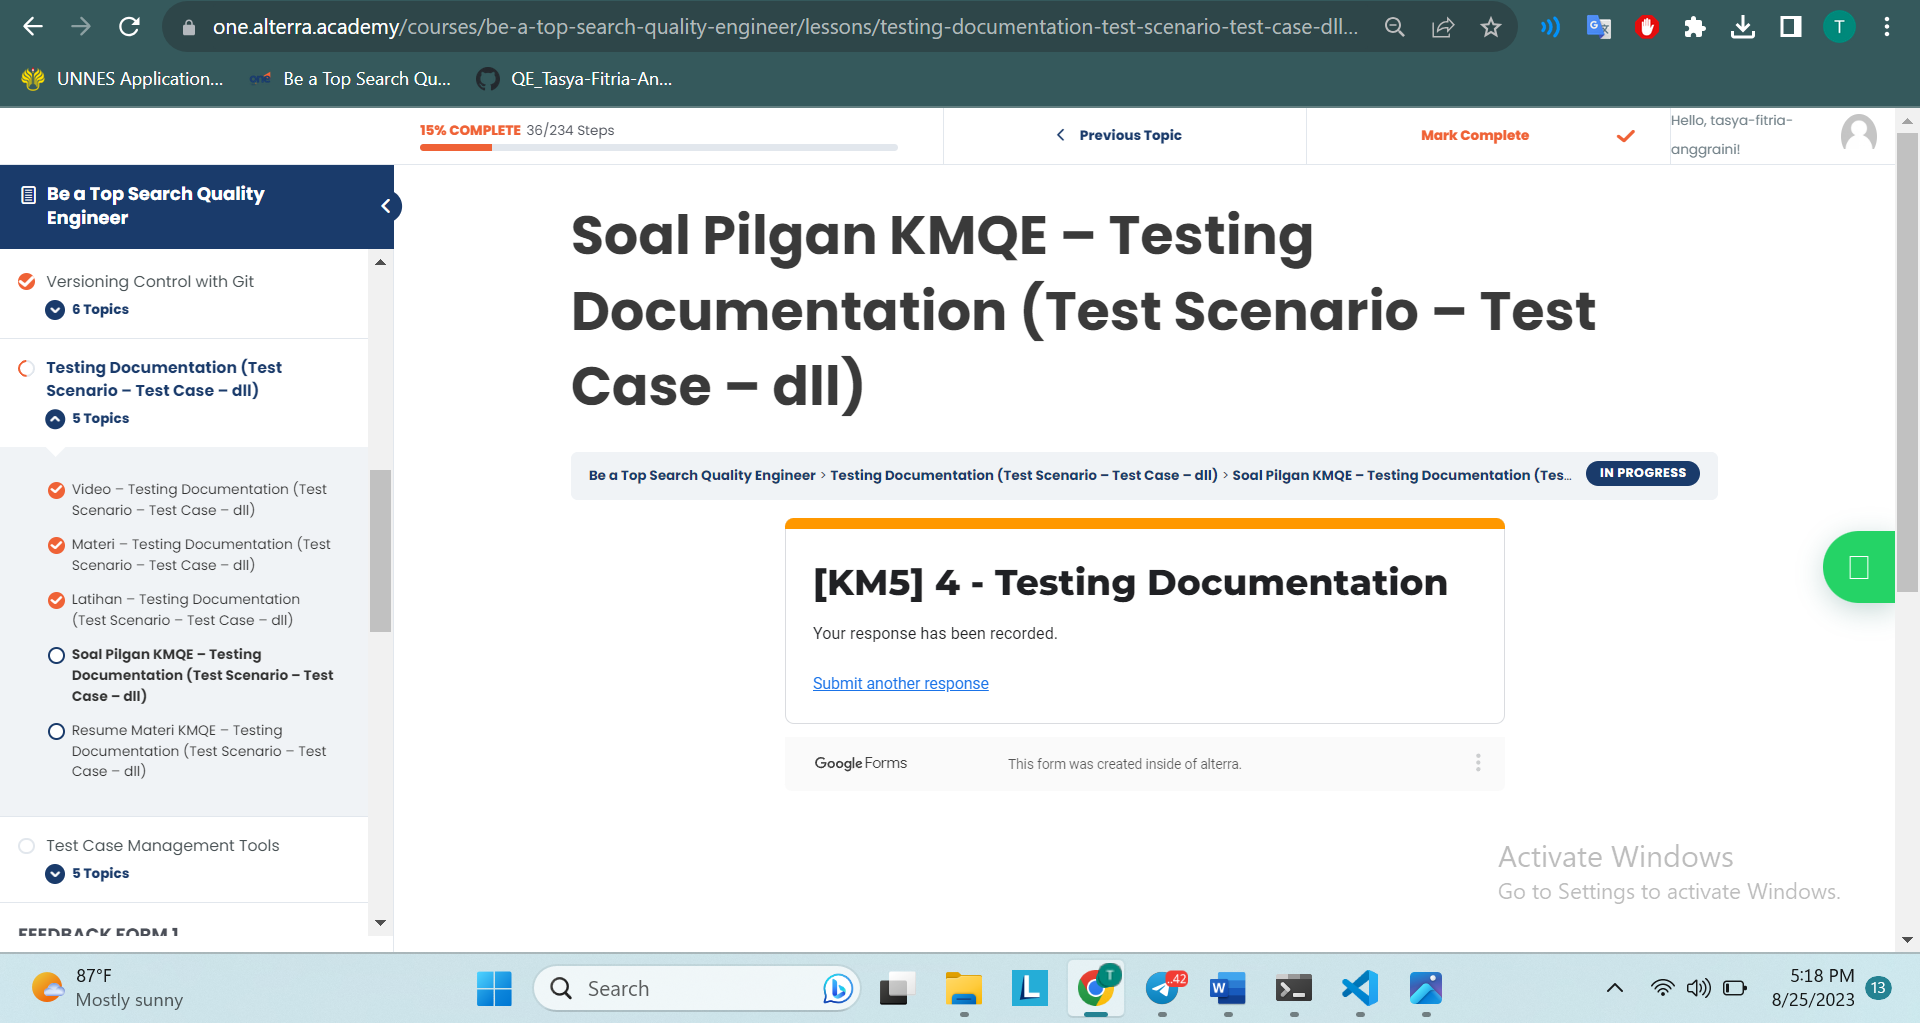 one.alterra.academy/courses/be-a-top-search-quality-engineer/lessons/testing-documentation-test-scenario-test-case-dll...
T
UNNES Application...
one
Be a Top Search Qu...
QE_Tasya-Fitria-An...
15% COMPLETE 36/234 Steps
Previous Topic
Mark Complete
Hello, tasya-fitria-
anggraini!
Be a Top Search Quality
Engineer
Versioning Control with Git
6 Topics
Testing Documentation (Test
Scenario – Test Case – dll)
5 Topics
Video – Testing Documentation (Test
Scenario – Test Case – dll)
Materi – Testing Documentation (Test
Scenario – Test Case – dll)
Latihan – Testing Documentation
(Test Scenario – Test Case – dll)
Soal Pilgan KMQE – Testing
Documentation (Test Scenario – Test
Case – dll)
Resume Materi KMQE – Testing
Documentation (Test Scenario – Test
Case – dll)
Test Case Management Tools
5 Topics
FEEDBACK FORM 1
Soal Pilgan KMQE – Testing
Documentation (Test Scenario – Test
Case – dll)
Be a Top Search Quality Engineer > Testing Documentation (Test Scenario – Test Case – dll) > Soal Pilgan KMQE – Testing Documentation (Tes...
IN PROGRESS
[KM5] 4 - Testing Documentation
Your response has been recorded.
Submit another response
Google Forms
This form was created inside of alterra.
Activate Windows
Go to Settings to activate Windows.
87°F
Mostly sunny
Search
L
T
..42
W
5:18 PM
8/25/2023
13